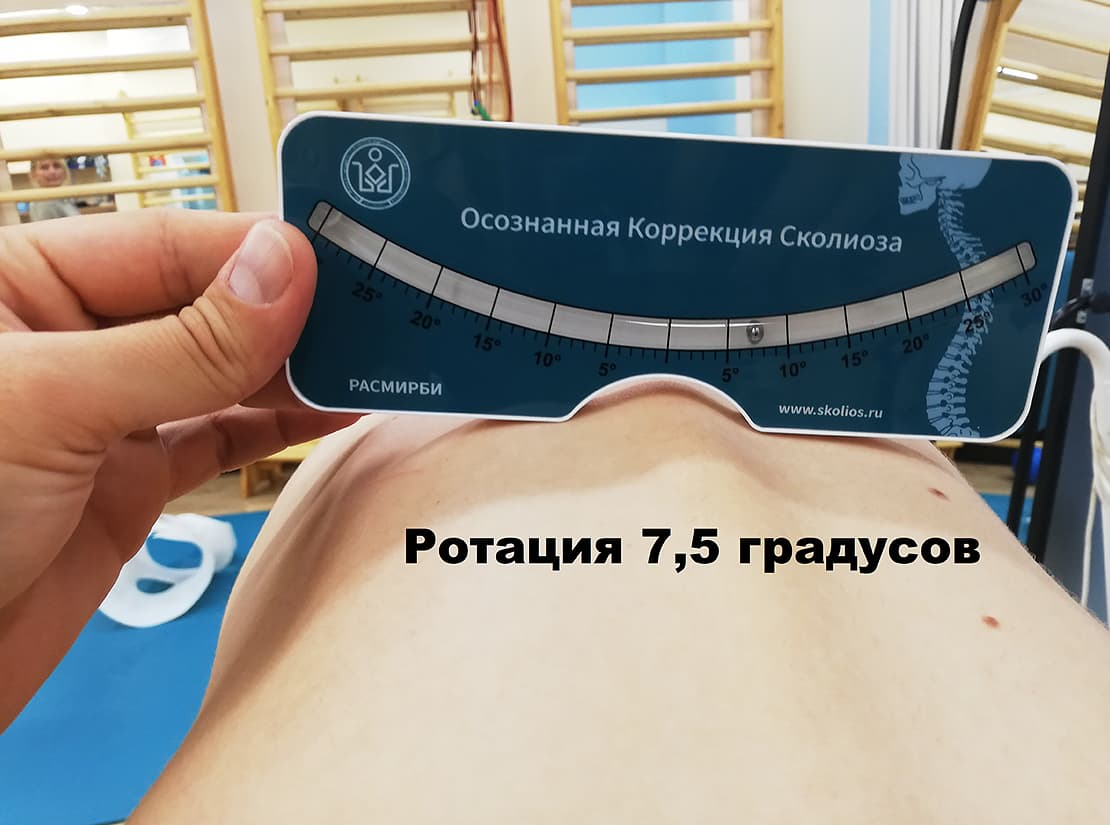 Осознанная Коррекция Сколиоза
25° 20° 15° 10° 5° 5° 10° 15° 20° 25° 30°
РАСМИРБИ
www.skolios.ru
Ротация 7,5 градусов